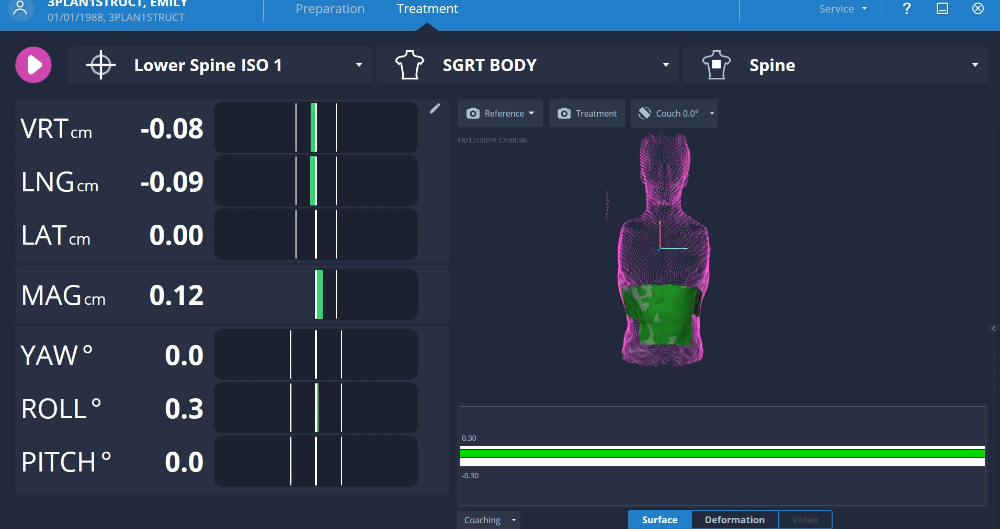 3PLAN1STRUCT, EMILY
01/01/1988, 3PLAN1STRUCT
Preparation
Treatment
Service
?
Lower Spine ISO 1
SGRT BODY
Spine
VRT cm -0.08
LNG cm -0.09
LAT cm 0.00
MAG cm 0.12
YAW ° 0.0
ROLL ° 0.3
PITCH ° 0.0
Reference
Treatment
Couch 0.0°
18/12/2019 12:48:36
0.30
-0.30
Coaching
Surface
Deformation
Video